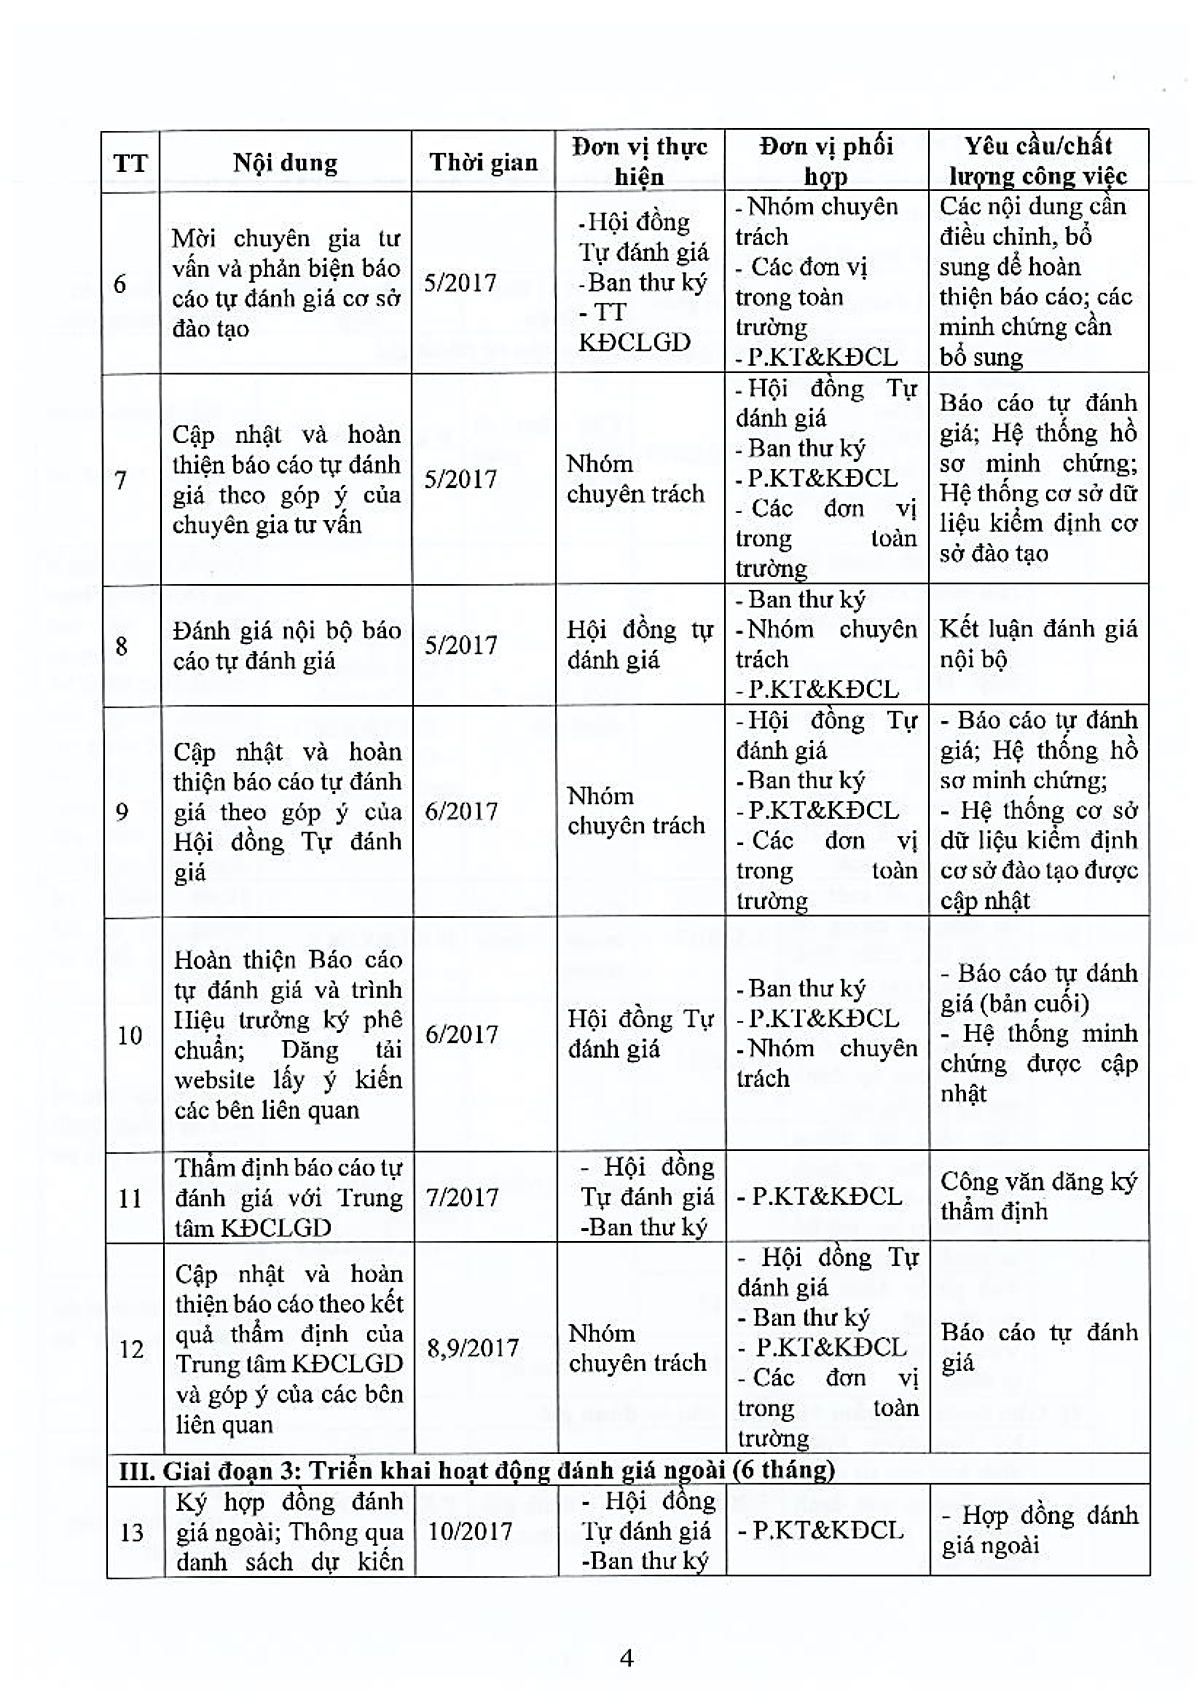 TT
Nội dung
Thời gian
Đơn vị thực
hiện
Đơn vị phối
hợp
Yêu cầu/chất
lượng công việc
6
Mời chuyên gia tư
vấn và phản biện báo
cáo tự đánh giá cơ sở
đào tạo
5/2017
-Hội đồng
Tự đánh giá
-Ban thư ký
- TT
KĐCLGD
- Nhóm chuyên
trách
- Các đơn vị
trong toàn
trường
- P.KT&KĐCL
Các nội dung cần
điều chỉnh, bổ
sung để hoàn
thiện báo cáo; các
minh chứng cần
bổ sung
7
Cập nhật và hoàn
thiện báo cáo tự đánh
giá theo góp ý của
chuyên gia tư vấn
5/2017
Nhóm
chuyên trách
- Hội đồng Tự
đánh giá
- Ban thư ký
- P.KT&KĐCL
- Các đơn vị
trong toàn
trường
Báo cáo tự đánh
giá; Hệ thống hồ
sơ minh chứng;
Hệ thống cơ sở dữ
liệu kiểm định cơ
sở đào tạo
8
Đánh giá nội bộ báo
cáo tự đánh giá
5/2017
Hội đồng tự
đánh giá
- Ban thư ký
-Nhóm chuyên
trách
- P.KT&KĐCL
Kết luận đánh giá
nội bộ
9
Cập nhật và hoàn
thiện báo cáo tự đánh
giá theo góp ý của
Hội đồng Tự đánh
giá
6/2017
Nhóm
chuyên trách
- Hội đồng Tự
đánh giá
-Ban thư ký
- P.KT&KĐCL
- Các đơn vị
trong toàn
trường
- Báo cáo tự đánh
giá; Hệ thống hồ
sơ minh chứng;
- Hệ thống cơ sở
dữ liệu kiểm định
cơ sở đào tạo được
cập nhật
10
Hoàn thiện Báo cáo
tự đánh giá và trình
Hiệu trưởng ký phê
chuẩn; Đăng tải
website lấy ý kiến
các bên liên quan
6/2017
Hội đồng Tự
đánh giá
- Ban thư ký
- P.KT&KĐCL
-Nhóm chuyên
trách
- Báo cáo tự đánh
giá (bản cuối)
- Hệ thống minh
chứng được cập
nhật
11
Thẩm định báo cáo tự
đánh giá với Trung
tâm KĐCLGD
7/2017
- Hội đồng
Tự đánh giá
-Ban thư ký
- P.KT&KĐCL
Công văn đăng ký
thẩm định
12
Cập nhật và hoàn
thiện báo cáo theo kết
quả thẩm định của
Trung tâm KĐCLGD
và góp ý của các bên
liên quan
8,9/2017
Nhóm
chuyên trách
- Hội đồng Tự
đánh giá
- Ban thư ký
- P.KT&KĐCL
- Các đơn vị
trong toàn
trường
Báo cáo tự đánh
giá
III. Giai đoạn 3: Triển khai hoạt động đánh giá ngoài (6 tháng)
13
Ký hợp đồng đánh
giá ngoài; Thông qua
danh sách dự kiến
10/2017
- Hội đồng
Tự đánh giá
-Ban thư ký
- P.KT&KĐCL
- Hợp đồng đánh
giá ngoài
4